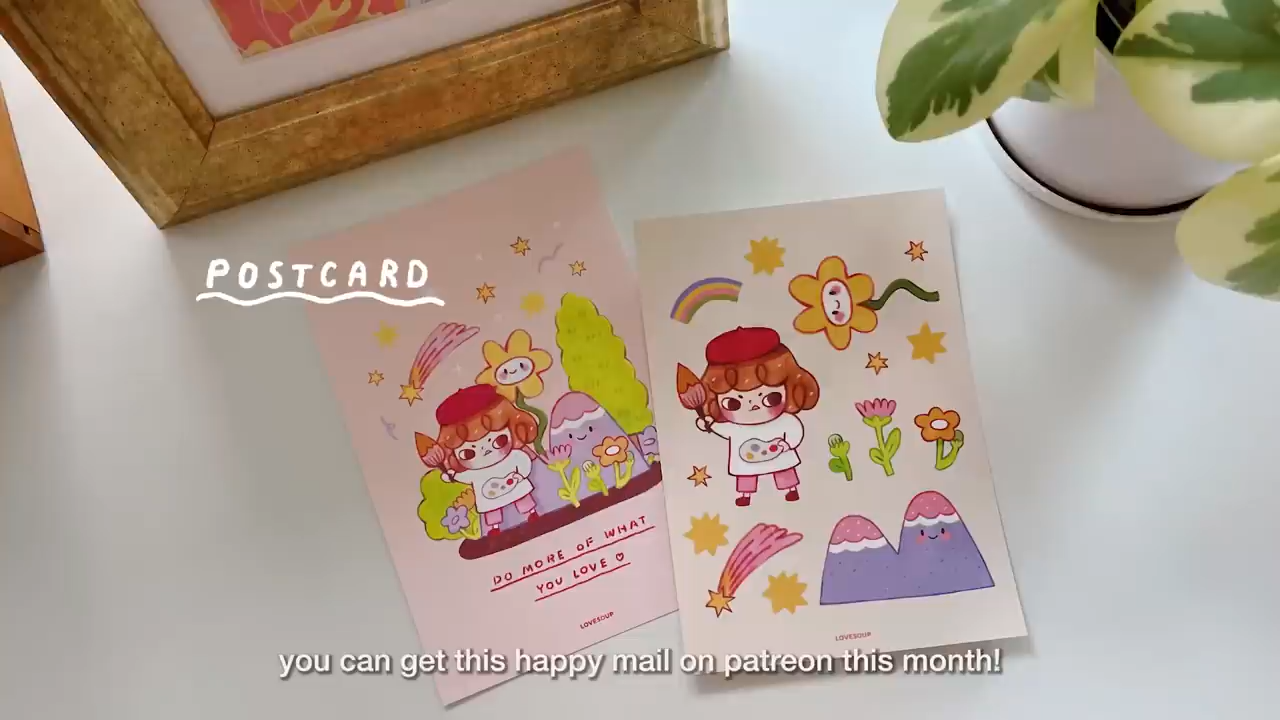 POSTCARD
DO MORE OF WHAT
YOU LOVE ♡
LOVESOUP
LOVESOUP
you can get this happy mail on patreon this month!